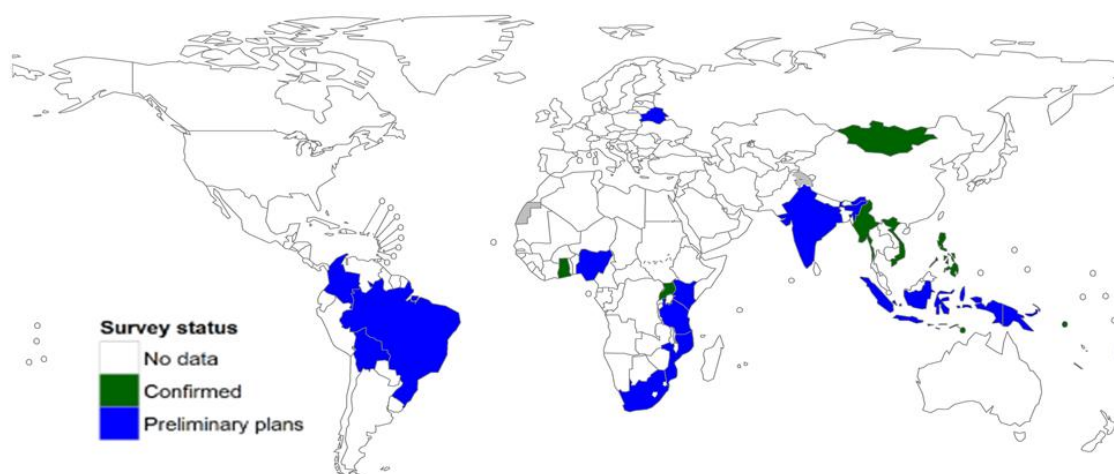 Survey status
No data
Confirmed
Preliminary plans